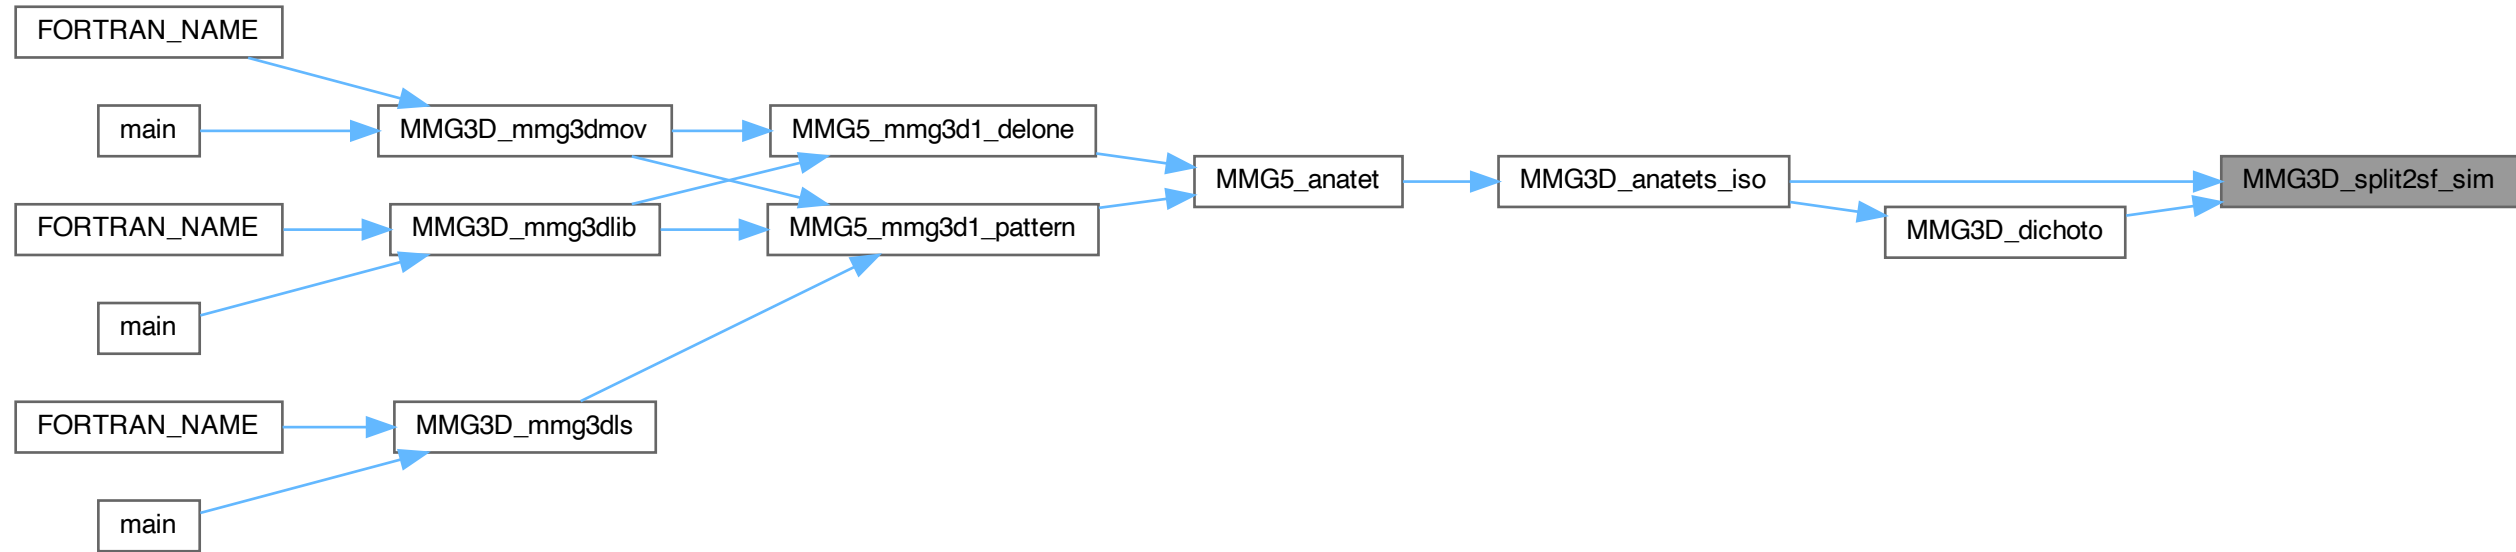 FORTRAN_NAME
main
MMG3D_mmg3dmov
MMG5_mmg3d1_delone
MMG5_anatet
MMG3D_anatets_iso
MMG3D_split2sf_sim
FORTRAN_NAME
MMG3D_mmg3dlib
MMG5_mmg3d1_pattern
MMG3D_dichoto
main
FORTRAN_NAME
MMG3D_mmg3dls
main